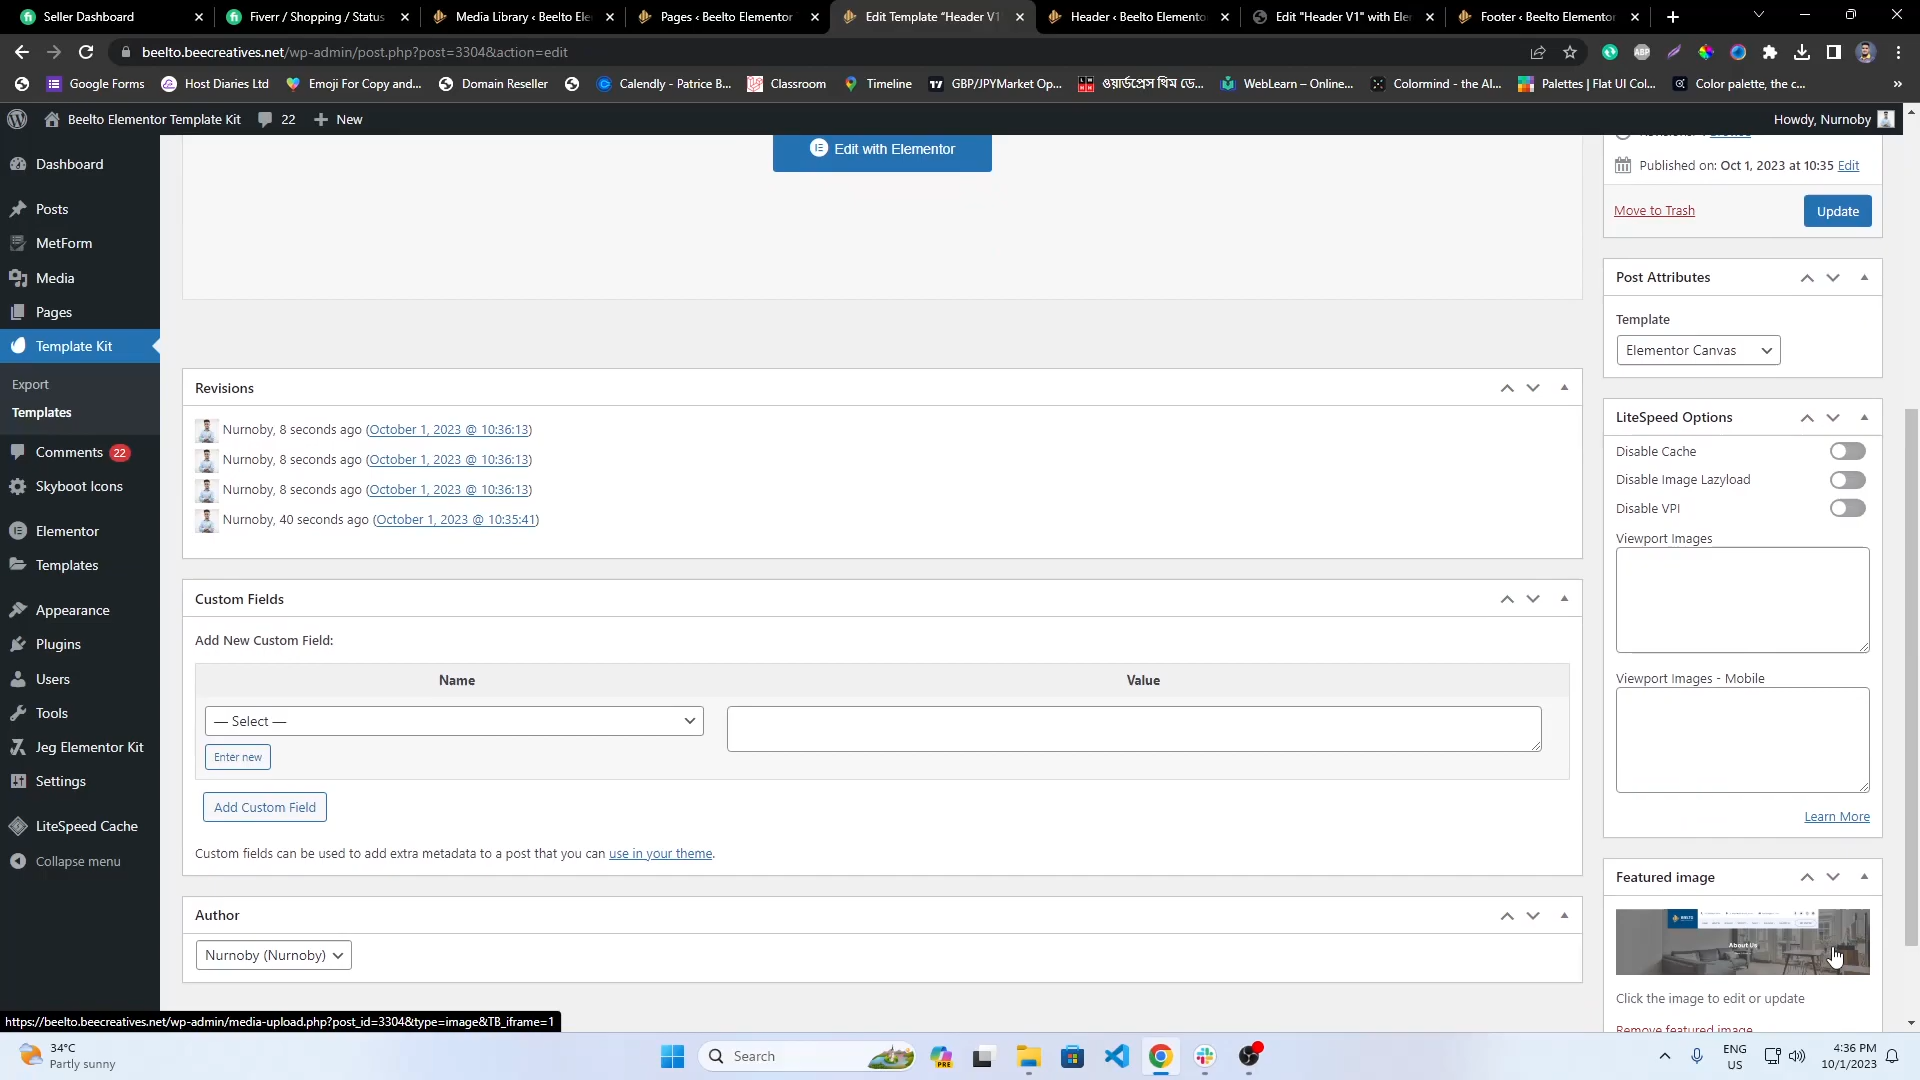 Seller Dashboard
Fiverr / Shopping / Status
Media Library ‹ Beelto Ele
Pages ‹ Beelto Elementor
Edit Template "Header V1
Header ‹ Beelto Elemento
Edit "Header V1" with Ele
Footer ‹ Beelto Elementor
beelto.beecreatives.net/wp-admin/post.php?post=3304&action=edit
Google Forms
Host Diaries Ltd
Emoji For Copy and...
Domain Reseller
Calendly - Patrice B...
Classroom
Timeline
GBP/JPYMarket Op...
ওয়ার্ডপ্রেস থিম ডে...
WebLearn – Online...
Colormind - the AI...
Palettes | Flat UI Col...
Color palette, the c...
Beelto Elementor Template Kit
22
New
Howdy, Nurnoby
Dashboard
Posts
MetForm
Media
Pages
Template Kit
Export
Templates
Comments 22
Skyboot Icons
Elementor
Templates
Appearance
Plugins
Users
Tools
Jeg Elementor Kit
Settings
LiteSpeed Cache
Collapse menu
Edit with Elementor
Revisions
Nurnoby, 8 seconds ago (October 1, 2023 @ 10:36:13)
Nurnoby, 8 seconds ago (October 1, 2023 @ 10:36:13)
Nurnoby, 8 seconds ago (October 1, 2023 @ 10:36:13)
Nurnoby, 40 seconds ago (October 1, 2023 @ 10:35:41)
Custom Fields
Add New Custom Field:
Name
Value
— Select —
Enter new
Add Custom Field
Custom fields can be used to add extra metadata to a post that you can use in your theme.
Author
Nurnoby (Nurnoby)
Published on: Oct 1, 2023 at 10:35 Edit
Move to Trash
Update
Post Attributes
Template
Elementor Canvas
LiteSpeed Options
Disable Cache
Disable Image Lazyload
Disable VPI
Viewport Images
Viewport Images - Mobile
Learn More
Featured image
About Us
Click the image to edit or update
Remove featured image
https://beelto.beecreatives.net/wp-admin/media-upload.php?post_id=3304&type=image&TB_iframe=1
34°C
Partly sunny
Search
PRE
ENG
US
4:36 PM
10/1/2023